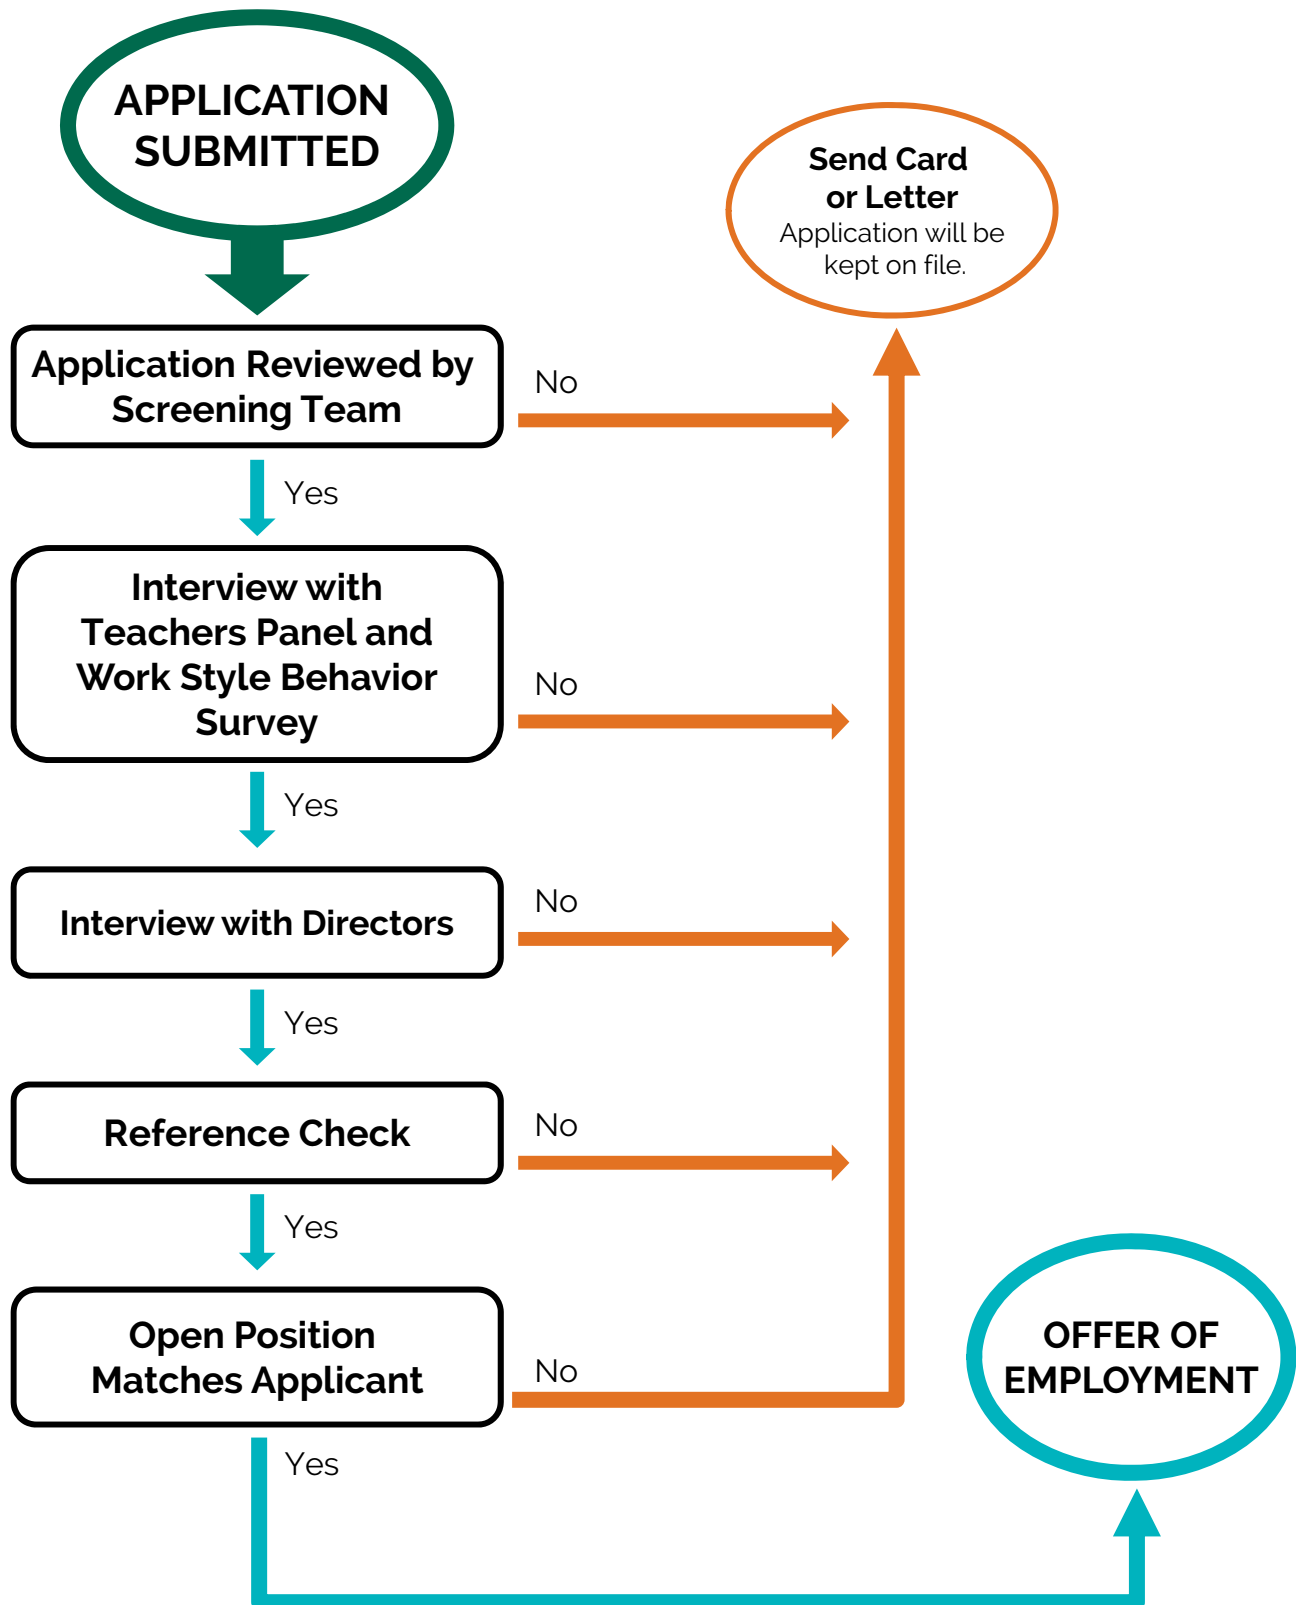 APPLICATION
SUBMITTED
Send Card
or Letter
Application will be
kept on file.
Application Reviewed by
Screening Team
No
Yes
Interview with
Teachers Panel and
Work Style Behavior
Survey
No
Yes
Interview with Directors
No
Yes
Reference Check
No
Yes
Open Position
Matches Applicant
No
Yes
OFFER OF
EMPLOYMENT